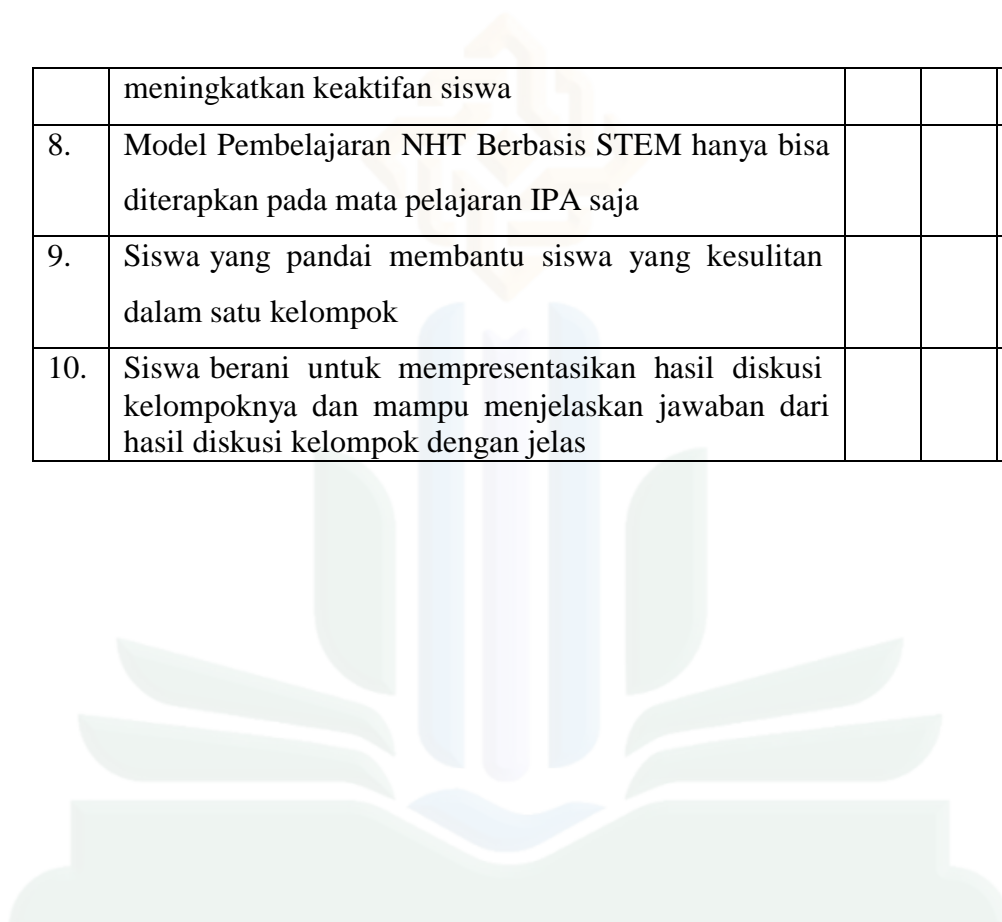 meningkatkan keaktifan siswa
8. Model Pembelajaran NHT Berbasis STEM hanya bisa
diterapkan pada mata pelajaran IPA saja
9. Siswa yang pandai membantu siswa yang kesulitan
dalam satu kelompok
10. Siswa berani untuk mempresentasikan hasil diskusi
kelompoknya dan mampu menjelaskan jawaban dari
hasil diskusi kelompok dengan jelas